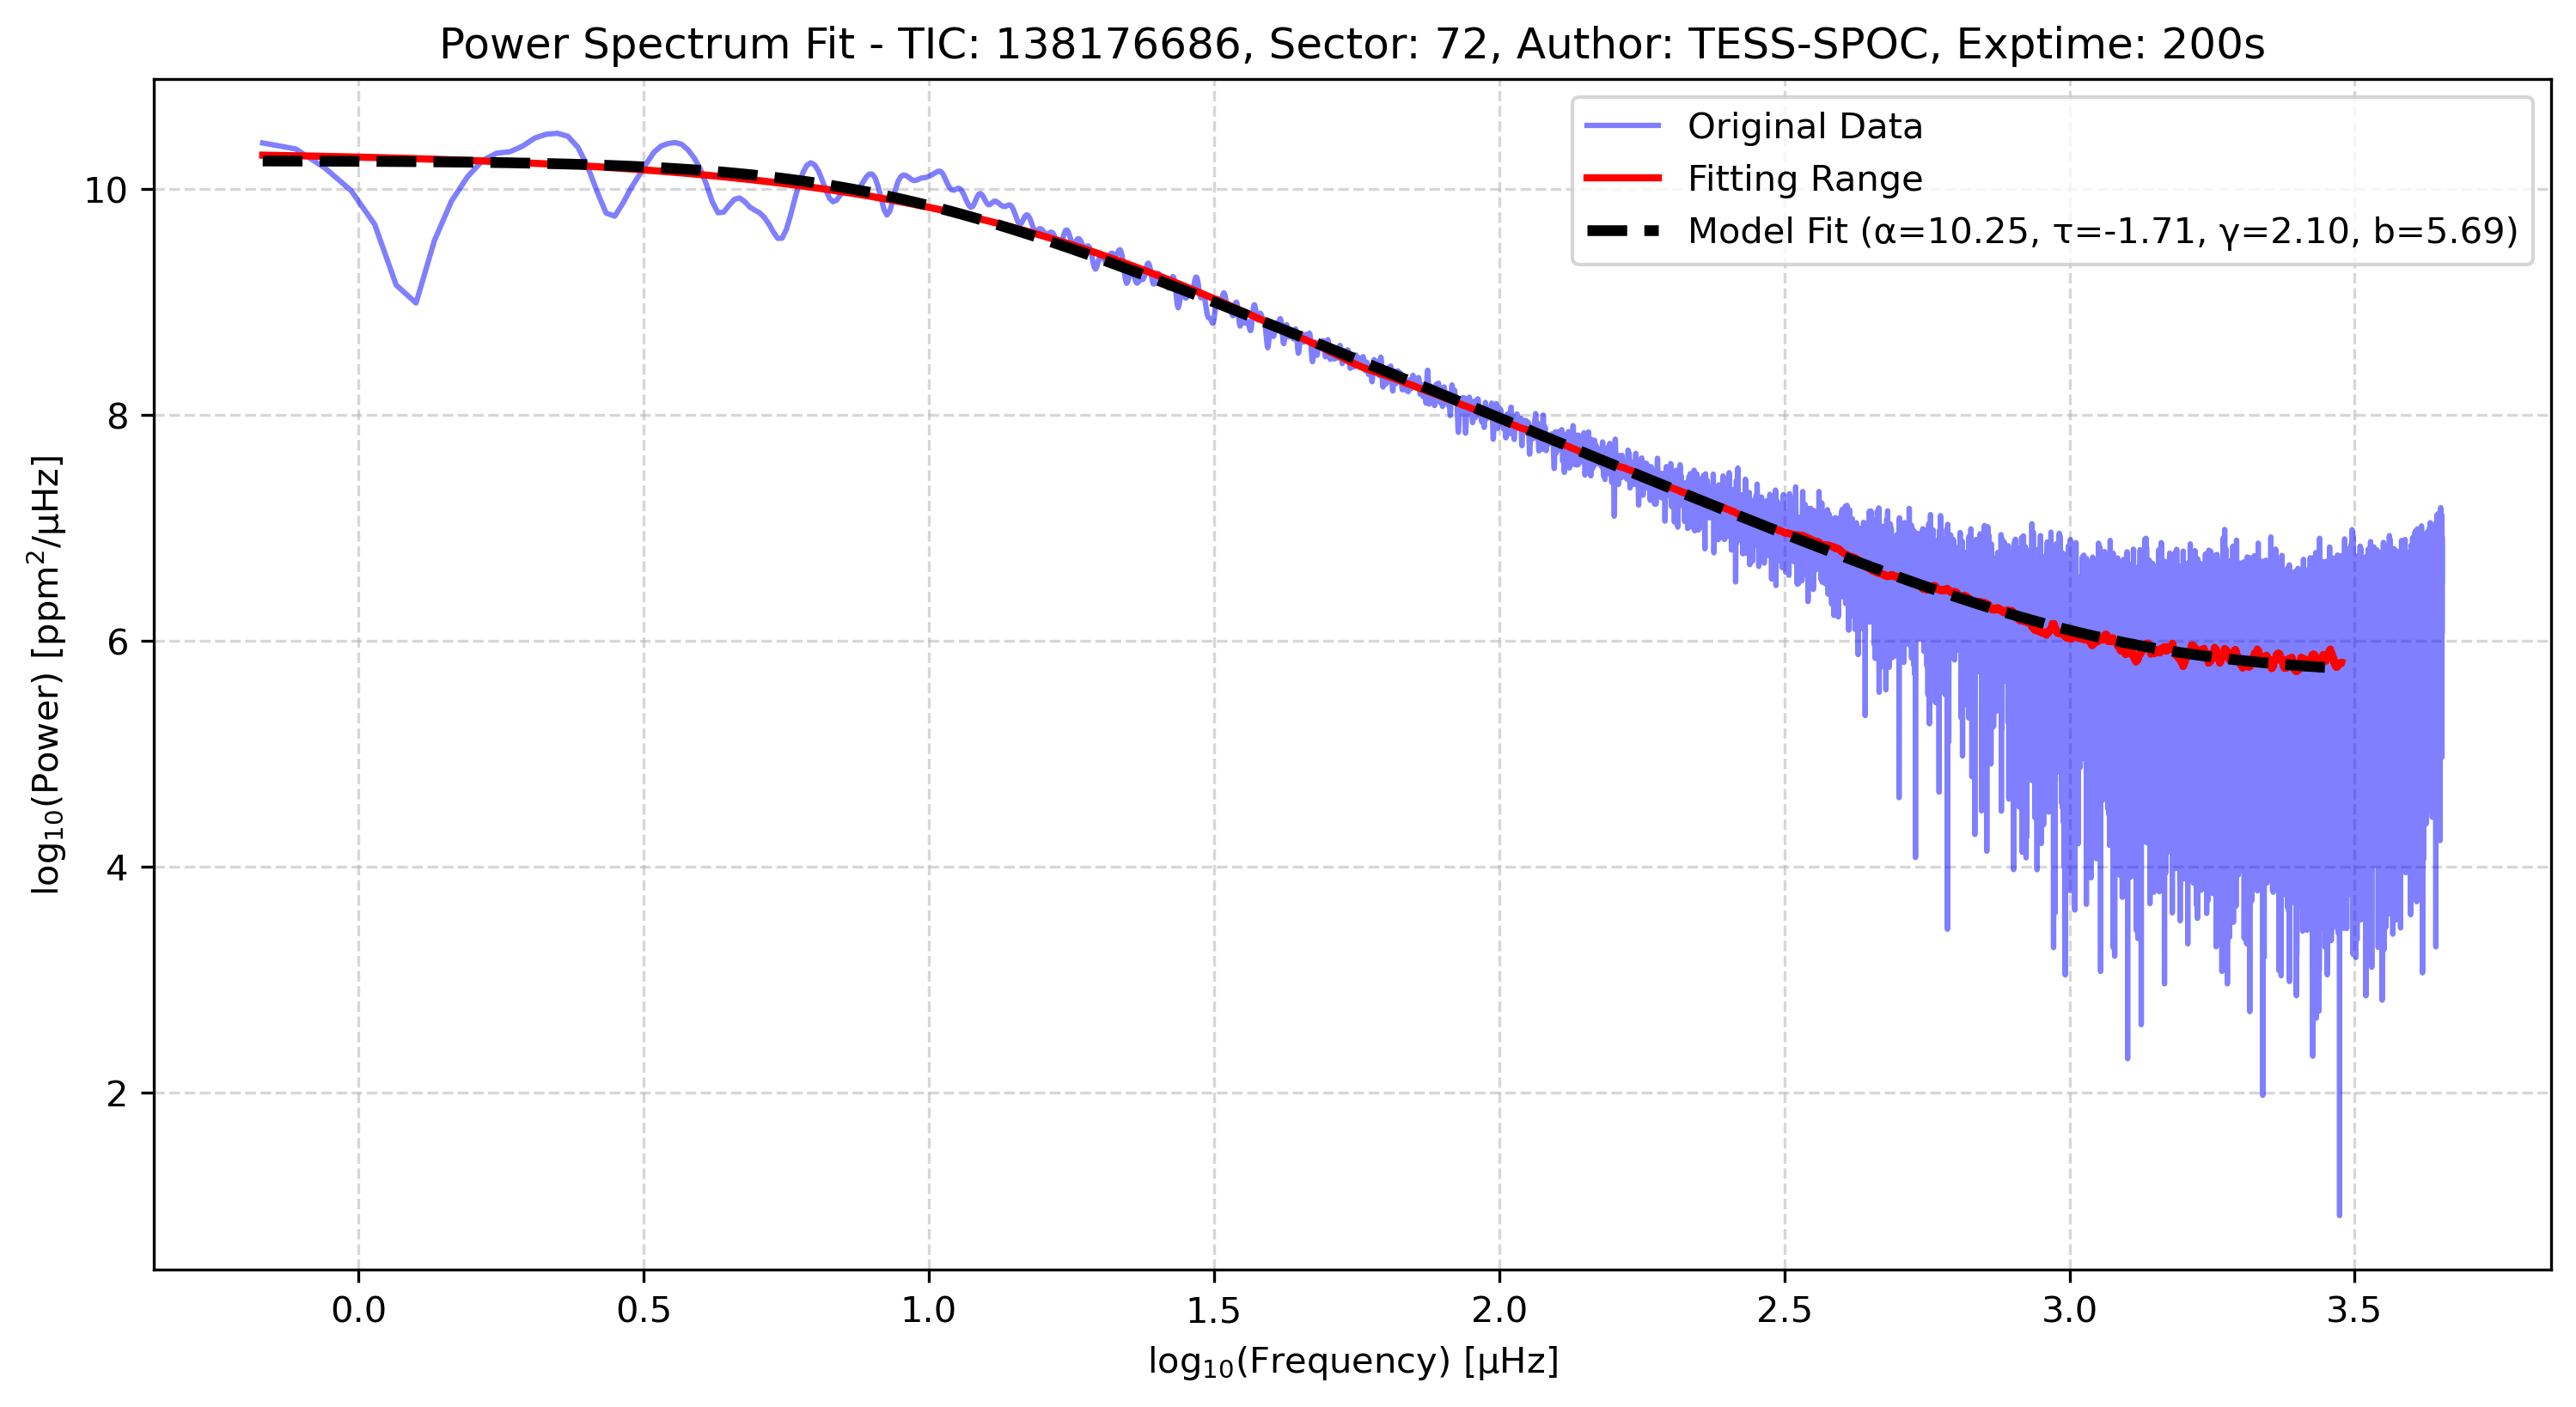 Power Spectrum Fit - TIC: 138176686, Sector: 72, Author: TESS-SPOC, Exptime: 200s
Original Data
Fitting Range
Model Fit (α=10.25, τ=-1.71, γ=2.10, b=5.69)
log₁₀(Power) [ppm²/μHz]
10
8
6
4
2
0.0 0.5 1.0 1.5 2.0 2.5 3.0 3.5
log₁₀(Frequency) [μHz]